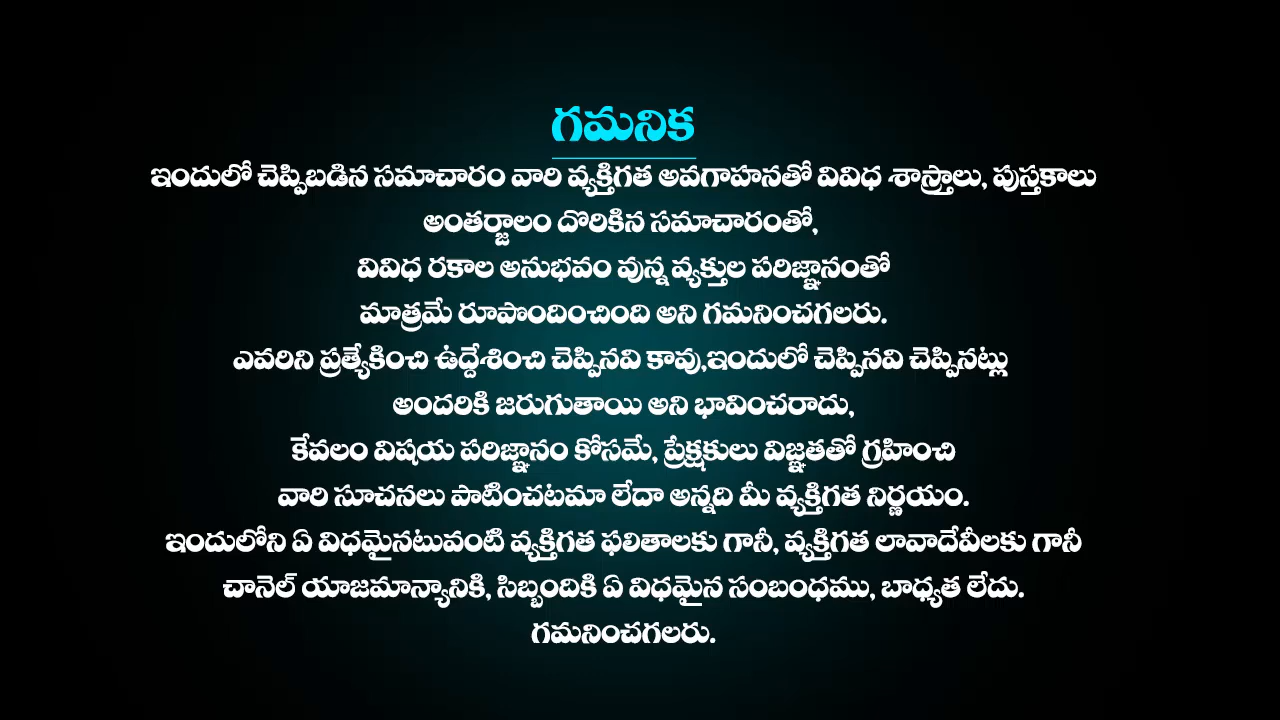 గమనిక
ఇందులో చెప్పిబడిన సమాచారం వారి వ్యక్తిగత అవగాహనతో వివిధ శాస్త్రాలు, పుస్తకాలు
అంతర్జాలం దొరికిన సమాచారంతో,
వివిధ రకాల అనుభవం వున్న వ్యక్తుల పరిజ్ఞానంతో
మాత్రమే రూపొందించింది అని గమనించగలరు.
ఎవరిని ప్రత్యేకించి ఉద్దేశించి చెప్పినవి కావు,ఇందులో చెప్పినవి చెప్పినట్లు
అందరికి జరుగుతాయి అని భావించరాదు,
కేవలం విషయ పరిజ్ఞానం కోసమే, ప్రేక్షకులు విజ్ఞతతో గ్రహించి
వారి సూచనలు పాటించటమా లేదా అన్నది మీ వ్యక్తిగత నిర్ణయం.
ఇందులోని ఏ విధమైనటువంటి వ్యక్తిగత ఫలితాలకు గానీ, వ్యక్తిగత లావాదేవీలకు గానీ
చానెల్ యాజమాన్యానికి, సిబ్బందికి ఏ విధమైన సంబంధము, బాధ్యత లేదు.
గమనించగలరు.